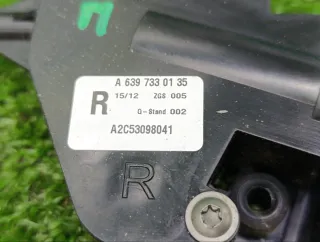 П
A 639 733 01 35
R
15/12 ZGS 005
G-Stand 002
A2C53098041
R